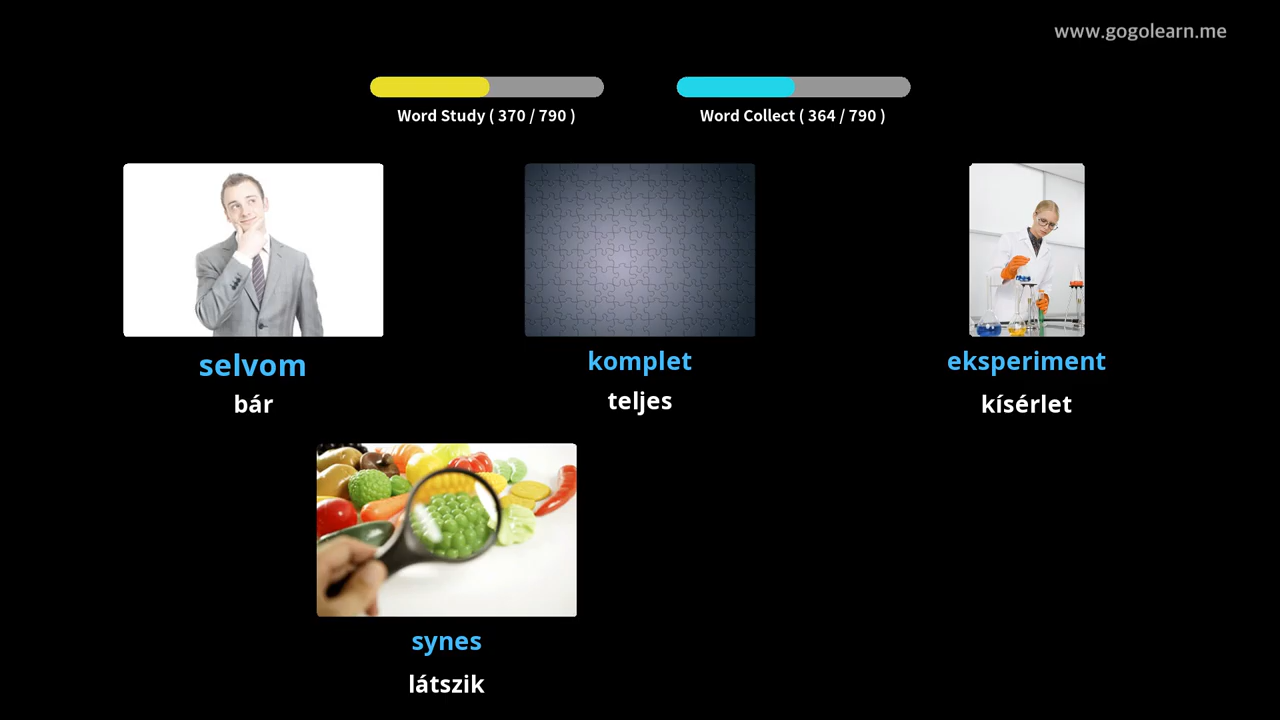 www.gogolearn.me
Word Study ( 370 / 790 )
Word Collect ( 364 / 790 )
selvom
bár
komplet
teljes
eksperiment
kísérlet
synes
látszik